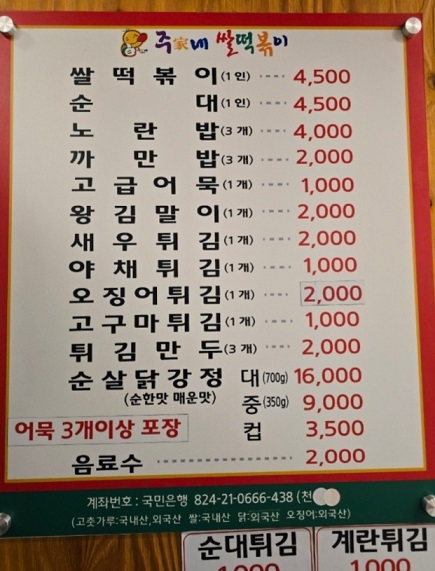 주家네 쌀떡볶이
쌀떡볶이(1인) 4,500
순대(1인) 4,500
노란밥(3개) 4,000
까만밥(3개) 2,000
고급어묵(1개) 1,000
왕김말이(1개) 2,000
새우튀김(1개) 2,000
야채튀김(1개) 1,000
오징어튀김(1개) 2,000
고구마튀김(1개) 1,000
튀김만두(3개) 2,000
순살닭강정 대(700g) 16,000
(순한맛 매운맛) 중(350g) 9,000
어묵 3개이상 포장 컵 3,500
음료수 2,000
계좌번호 : 국민은행 824-21-0666-438 (천
(고춧가루:국내산,외국산 쌀:국내산 닭:외국산 오징어:외국산)
순대튀김 계란튀김
1,000 1,000